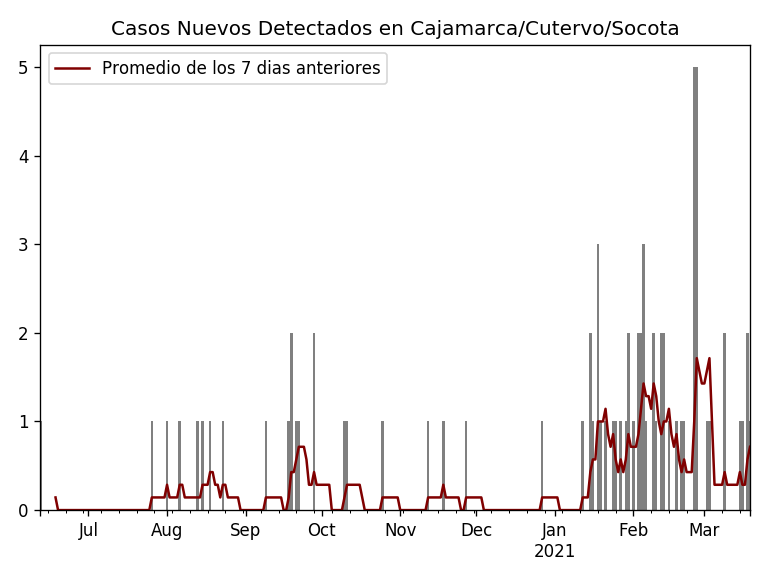 Casos Nuevos Detectados en Cajamarca/Cutervo/Socota
Promedio de los 7 dias anteriores
5
4
3
2
1
0
Jul Aug Sep Oct Nov Dec Jan Feb Mar
2021